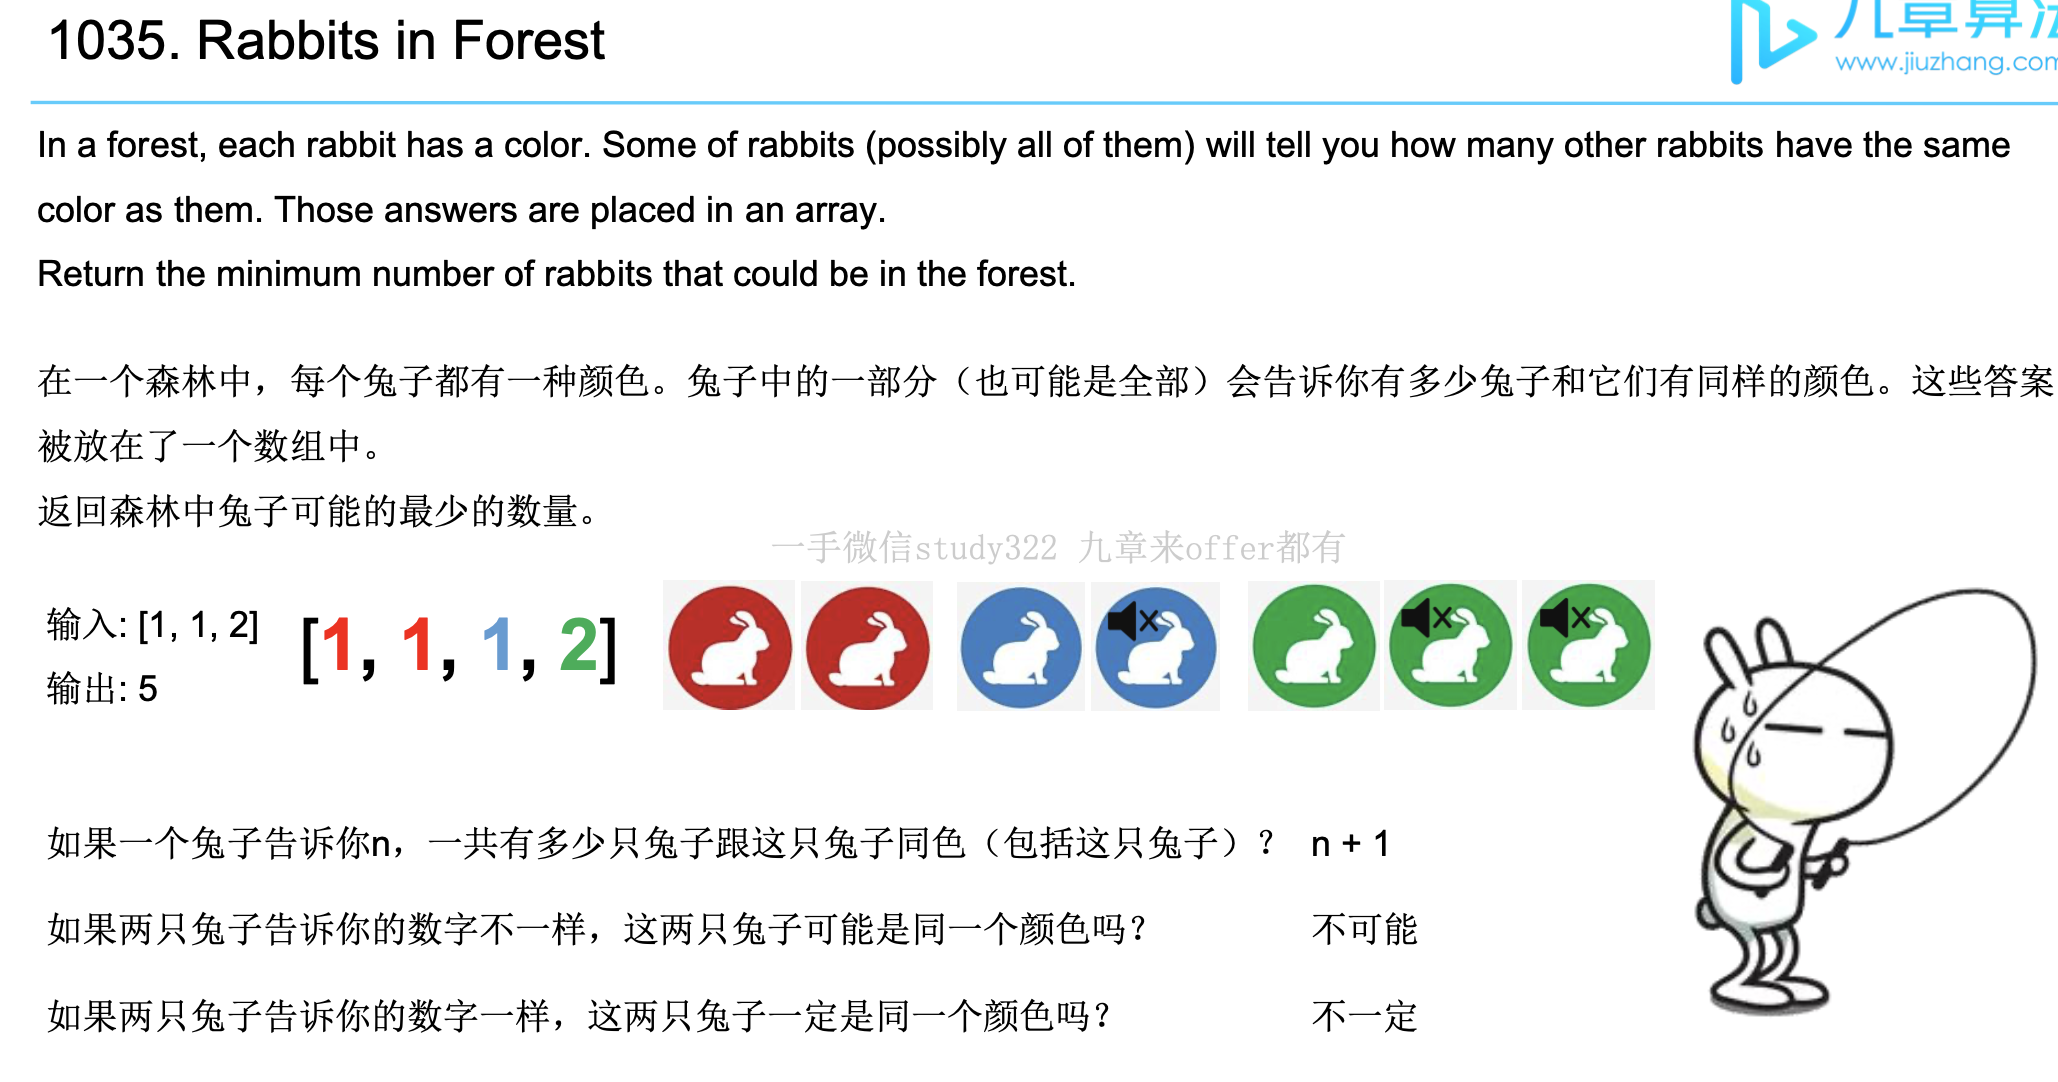 1035. Rabbits in Forest
九章算法
www.jiuzhang.com
In a forest, each rabbit has a color. Some of rabbits (possibly all of them) will tell you how many other rabbits have the same
color as them. Those answers are placed in an array.
Return the minimum number of rabbits that could be in the forest.
在一个森林中，每个兔子都有一种颜色。兔子中的一部分（也可能是全部）会告诉你有多少兔子和它们有同样的颜色。这些答案
被放在了一个数组中。
返回森林中兔子可能的最少的数量。
一手微信study322 九章来offer都有
输入: [1, 1, 2]
[1, 1, 1, 2]
输出: 5
如果一个兔子告诉你n，一共有多少只兔子跟这只兔子同色（包括这只兔子）？ n + 1
如果两只兔子告诉你的数字不一样，这两只兔子可能是同一个颜色吗？ 不可能
如果两只兔子告诉你的数字一样，这两只兔子一定是同一个颜色吗？ 不一定